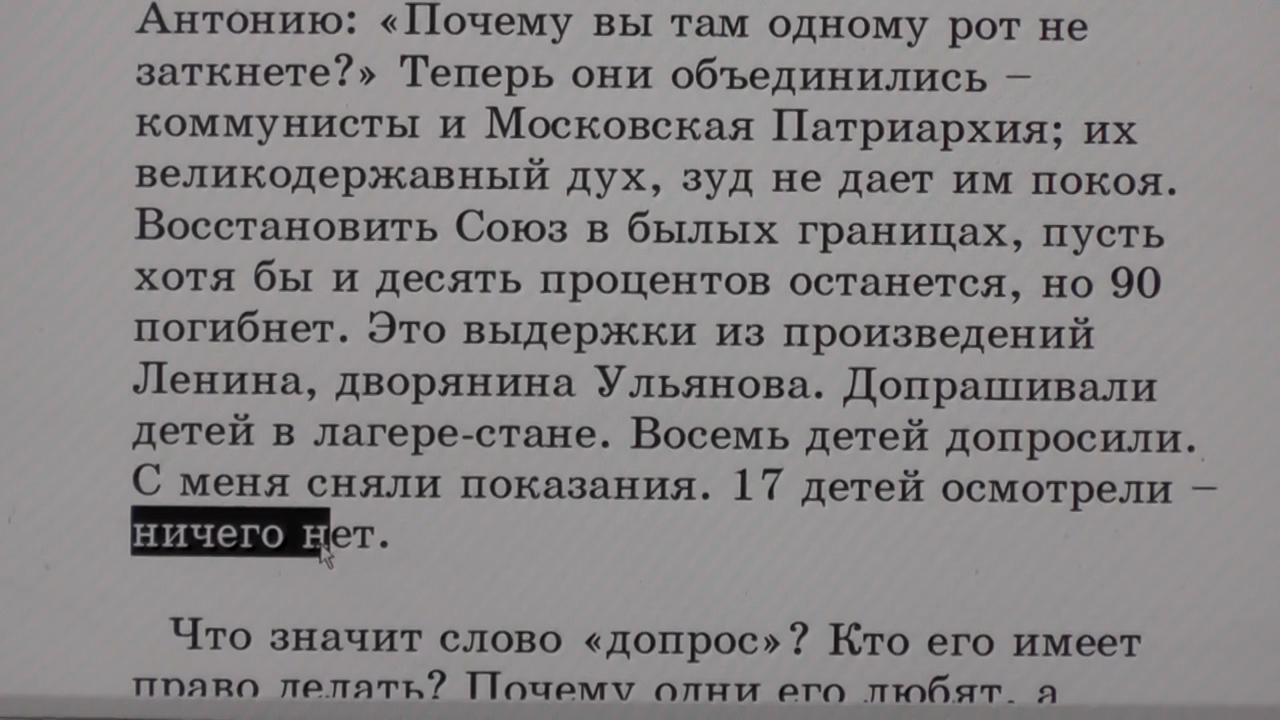 Антонию: «Почему вы там одному рот не
заткнете?» Теперь они объединились –
коммунисты и Московская Патриархия; их
великодержавный дух, зуд не дает им покоя.
Восстановить Союз в былых границах, пусть
хотя бы и десять процентов останется, но 90
погибнет. Это выдержки из произведений
Ленина, дворянина Ульянова. Допрашивали
детей в лагере-стане. Восемь детей допросили.
С меня сняли показания. 17 детей осмотрели –
ничего нет.
Что значит слово «допрос»? Кто его имеет
право делать? Почему одни его любят, а